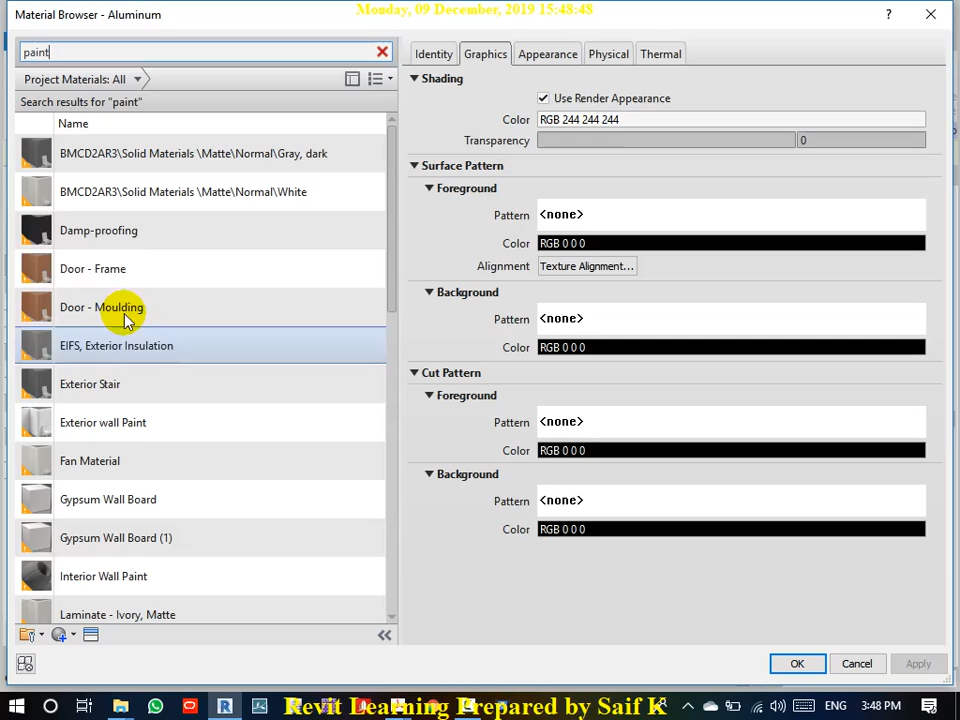 Monday, 09 December, 2019 15:48:48
Material Browser - Aluminum
?
paint
Project Materials: All
Search results for "paint"
Name
BMCD2AR3\Solid Materials \Matte\Normal\Gray, dark
BMCD2AR3\Solid Materials \Matte\Normal\White
Damp-proofing
Door - Frame
Door - Moulding
EIFS, Exterior Insulation
Exterior Stair
Exterior wall Paint
Fan Material
Gypsum Wall Board
Gypsum Wall Board (1)
Interior Wall Paint
Laminate - Ivory, Matte
Identity Graphics Appearance Physical Thermal
Shading
Use Render Appearance
Color RGB 244 244 244
Transparency 0
Surface Pattern
Foreground
Pattern <none>
Color RGB 0 0 0
Alignment Texture Alignment...
Background
Pattern <none>
Color RGB 0 0 0
Cut Pattern
Foreground
Pattern <none>
Color RGB 0 0 0
Background
Pattern <none>
Color RGB 0 0 0
OK Cancel Apply
Revit Learning Prepared by Saif K
ENG 3:48 PM